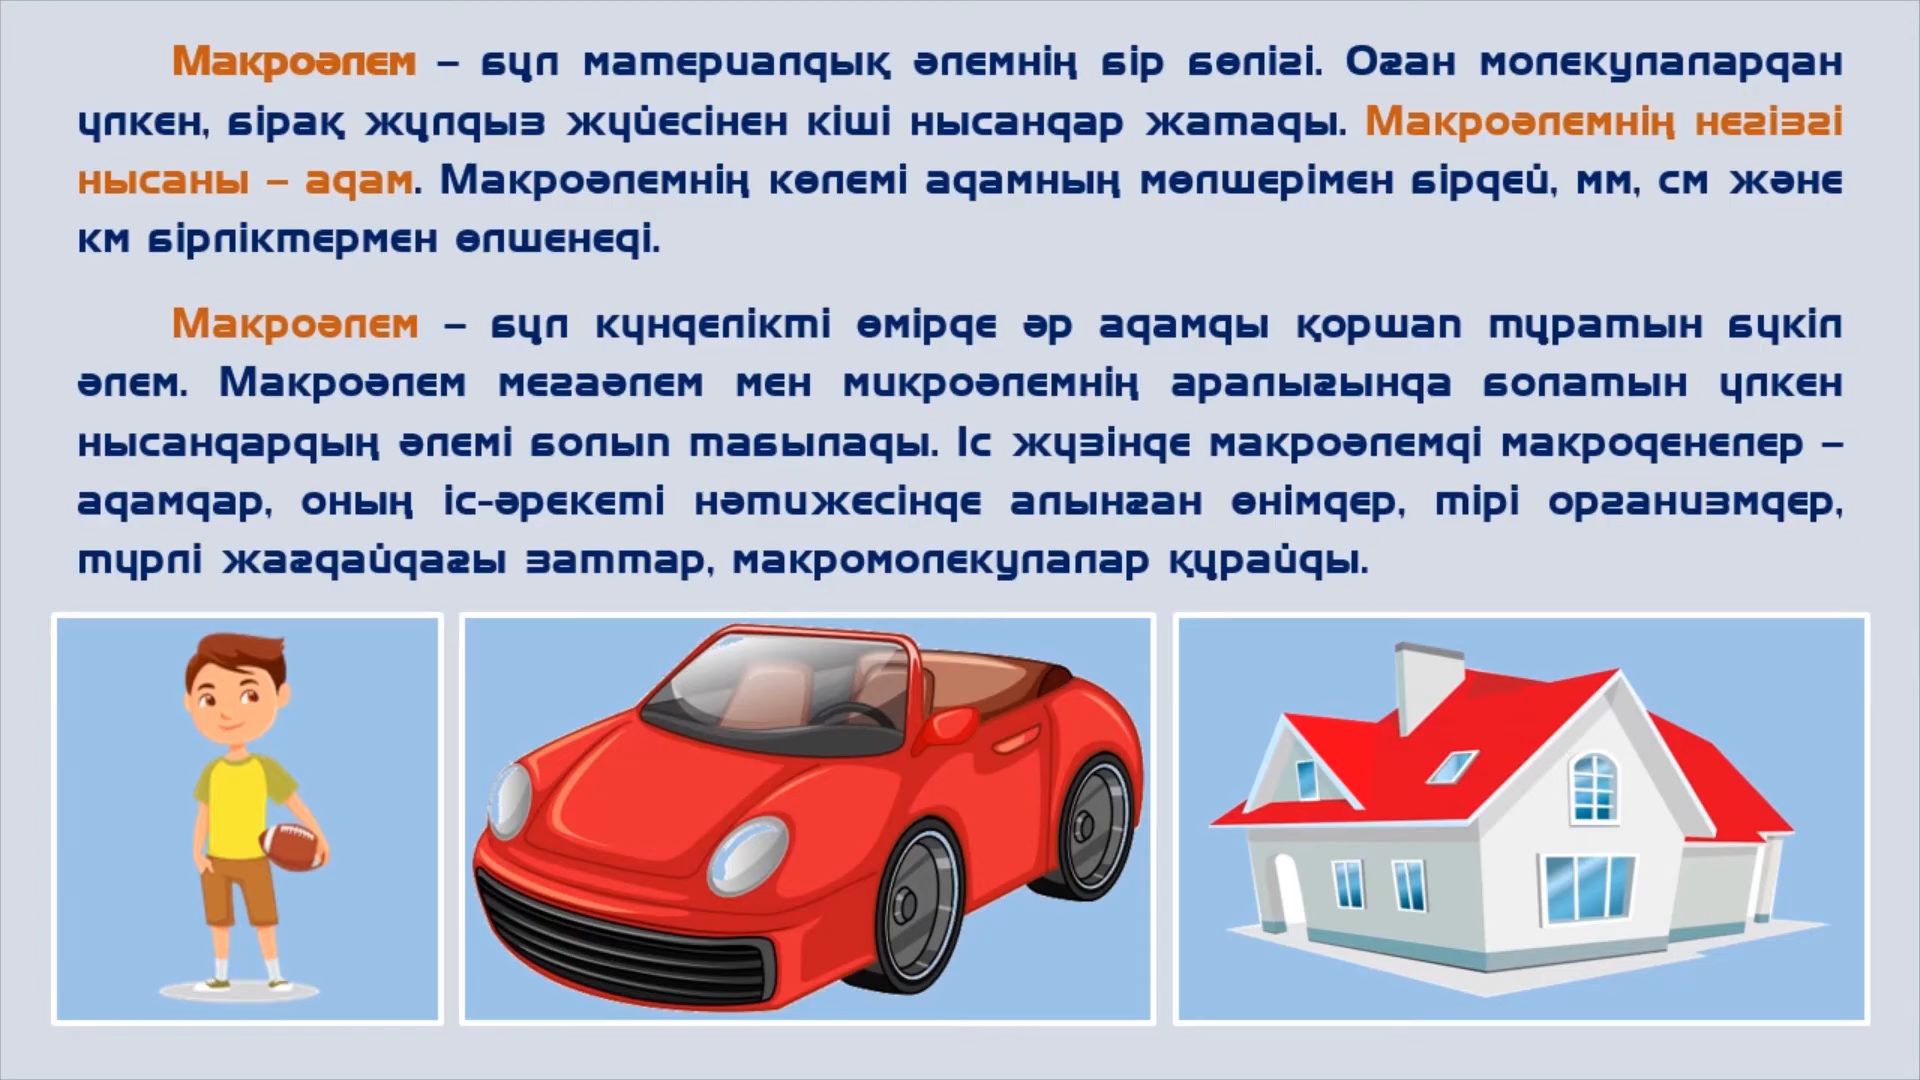 Макроәлем – бұл материалдық әлемнің бір бөлігі. Оған молекулалардан
үлкен, бірақ жұлдыз жүйесінен кіші нысандар жатады. Макроәлемнің негізгі
нысаны – адам. Макроәлемнің көлемі адамның мөлшерімен бірдей, мм, см және
км бірліктермен өлшенеді.
Макроәлем – бұл күнделікті өмірде әр адамды қоршап тұратын бүкіл
әлем. Макроәлем мегаәлем мен микроәлемнің аралығында болатын үлкен
нысандардың әлемі болып табылады. Іс жүзінде макроәлемді макроденелер –
адамдар, оның іс-әрекеті нәтижесінде алынған өнімдер, тірі организмдер,
түрлі жағдайдағы заттар, макромолекулалар құрайды.